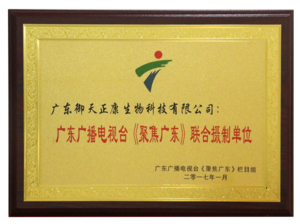 广东御天正康生物科技有限公司：
广东广播电视台《聚焦广东》联合摄制单位
广东广播电视台《聚焦广东》栏目组
二零一七年一月